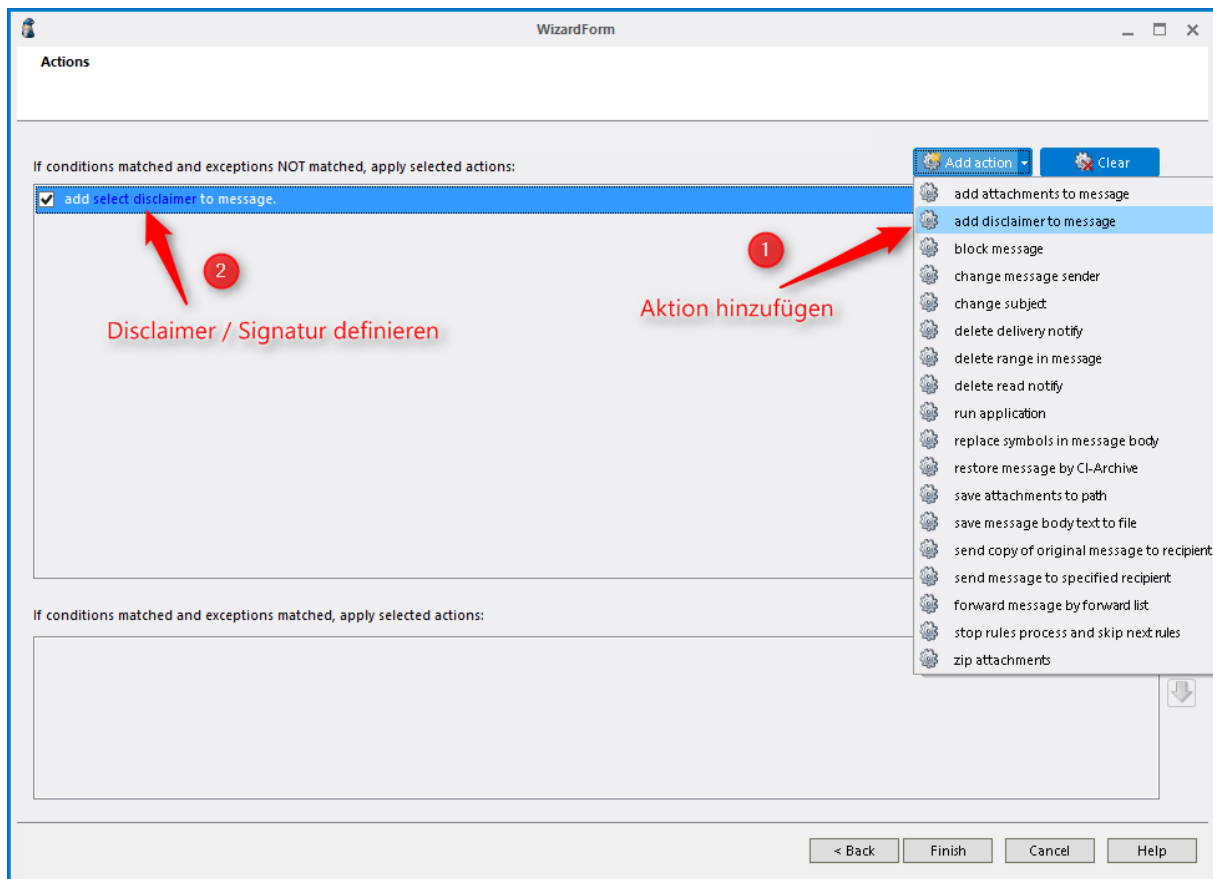 WizardForm
Actions
If conditions matched and exceptions NOT matched, apply selected actions:
Add action
Clear
add select disclaimer to message.
add attachments to message
add disclaimer to message
block message
change message sender
change subject
delete delivery notify
delete range in message
delete read notify
run application
replace symbols in message body
restore message by CI-Archive
save attachments to path
save message body text to file
send copy of original message to recipient
send message to specified recipient
forward message by forward list
stop rules process and skip next rules
zip attachments
1
Aktion hinzufügen
2
Disclaimer / Signatur definieren
If conditions matched and exceptions matched, apply selected actions:
< Back
Finish
Cancel
Help